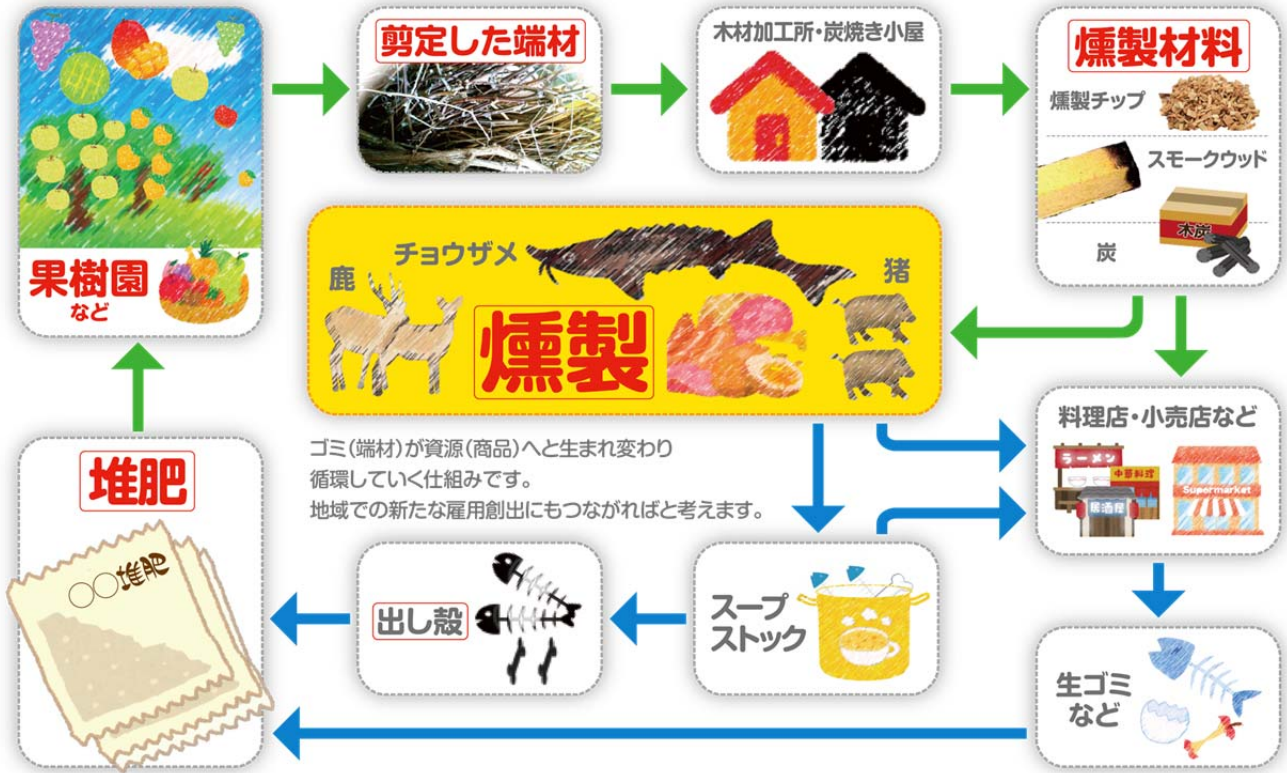 剪定した端材
木材加工所・炭焼き小屋
燻製材料
燻製チップ
スモークウッド
木炭
炭
果樹園
など
チョウザメ
鹿
猪
燻製
ゴミ(端材)が資源(商品)へと生まれ変わり
循環していく仕組みです。
地域での新たな雇用創出にもつながればと考えます。
料理店・小売店など
ラーメン
中華料理
居酒屋
Supermarket
堆肥
○○堆肥
出し殻
スープ
ストック
生ゴミ
など